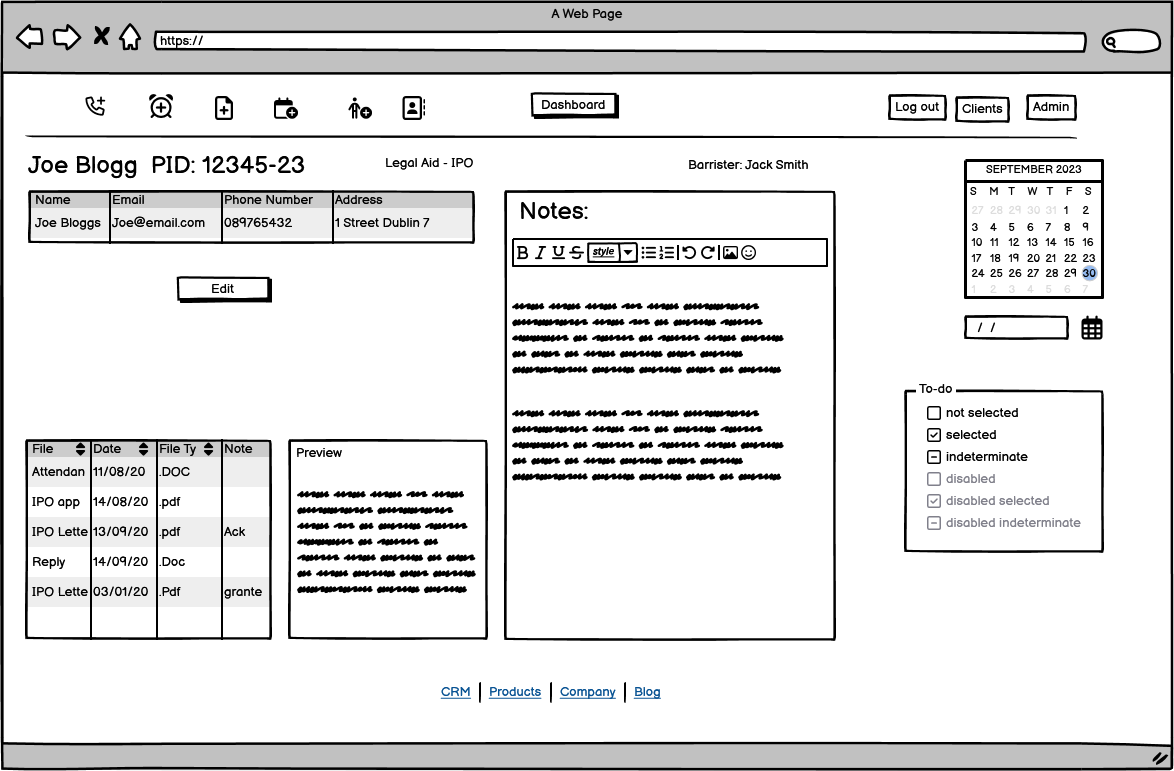 A Web Page
https://
Dashboard
Log out
Clients
Admin
Joe Blogg PID: 12345-23
Legal Aid - IPO
Barrister: Jack Smith
Name Email Phone Number Address
Joe Bloggs Joe@email.com 089765432 1 Street Dublin 7
Edit
Notes:
B I U S style
SEPTEMBER 2023
S M T W T F S
27 28 29 30 31 1 2
3 4 5 6 7 8 9
10 11 12 13 14 15 16
17 18 19 20 21 22 23
24 25 26 27 28 29 30
1 2 3 4 5 6 7
/ /
To-do
not selected
selected
indeterminate
disabled
disabled selected
disabled indeterminate
File Date File Ty Note
Attendan 11/08/20 .DOC
IPO app 14/08/20 .pdf
IPO Lette 13/09/20 .pdf Ack
Reply 14/09/20 .Doc
IPO Lette 03/01/20 .Pdf grante
Preview
CRM | Products | Company | Blog